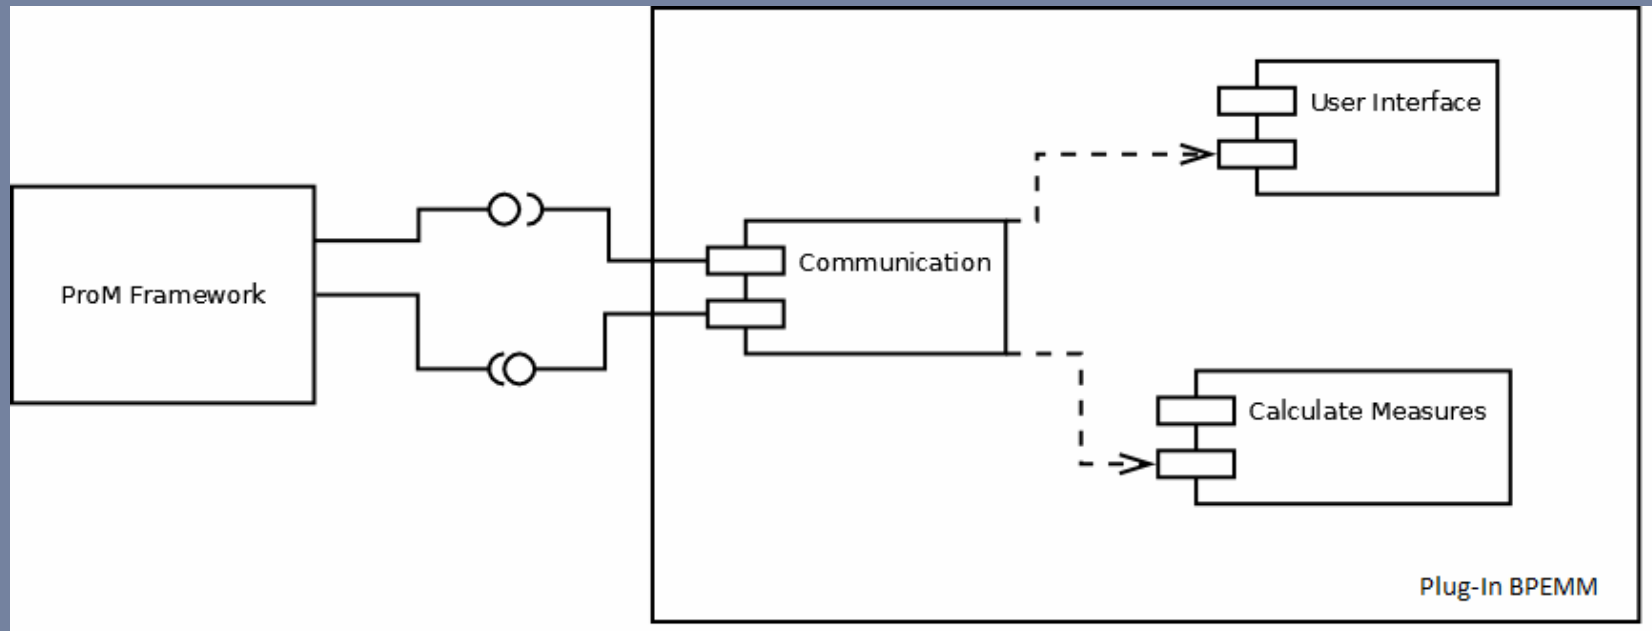 User Interface
ProM Framework
Communication
Calculate Measures
Plug-In BPEMM